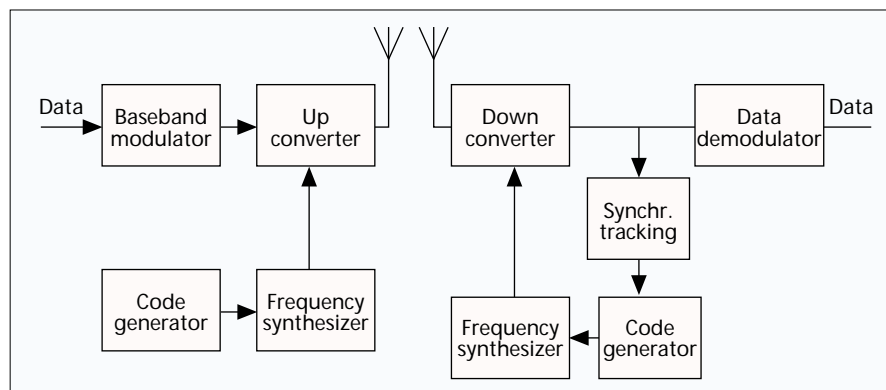 Data
Baseband
modulator
Up
converter
Down
converter
Data
demodulator
Data
Synchr.
tracking
Code
generator
Frequency
synthesizer
Frequency
synthesizer
Code
generator